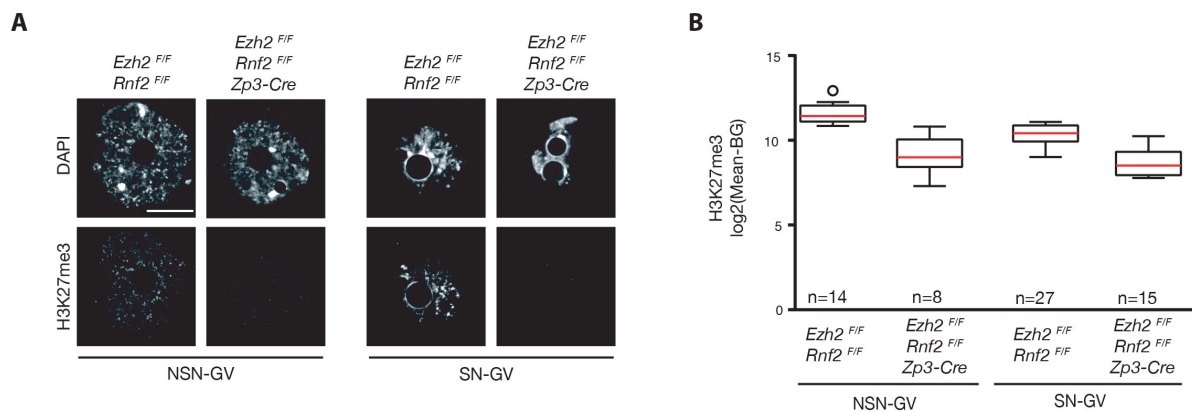 A
Ezh2 F/F
Rnf2 F/F
Ezh2 F/F
Rnf2 F/F
Zp3-Cre
Ezh2 F/F
Rnf2 F/F
Ezh2 F/F
Rnf2 F/F
Zp3-Cre
DAPI
H3K27me3
NSN-GV
SN-GV
B
H3K27me3
log2(Mean-BG)
15
10
5
0
n=14
n=8
n=27
n=15
Ezh2 F/F
Rnf2 F/F
Ezh2 F/F
Rnf2 F/F
Zp3-Cre
Ezh2 F/F
Rnf2 F/F
Ezh2 F/F
Rnf2 F/F
Zp3-Cre
NSN-GV
SN-GV